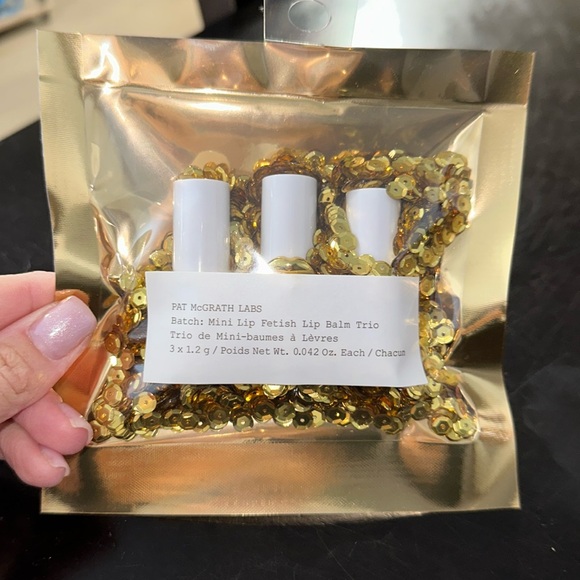 PAT McGRATH LABS
Batch: Mini Lip Fetish Lip Balm Trio
Trio de Mini-baumes à Lèvres
3 x 1.2 g / Poids Net Wt. 0.042 Oz. Each / Chacun